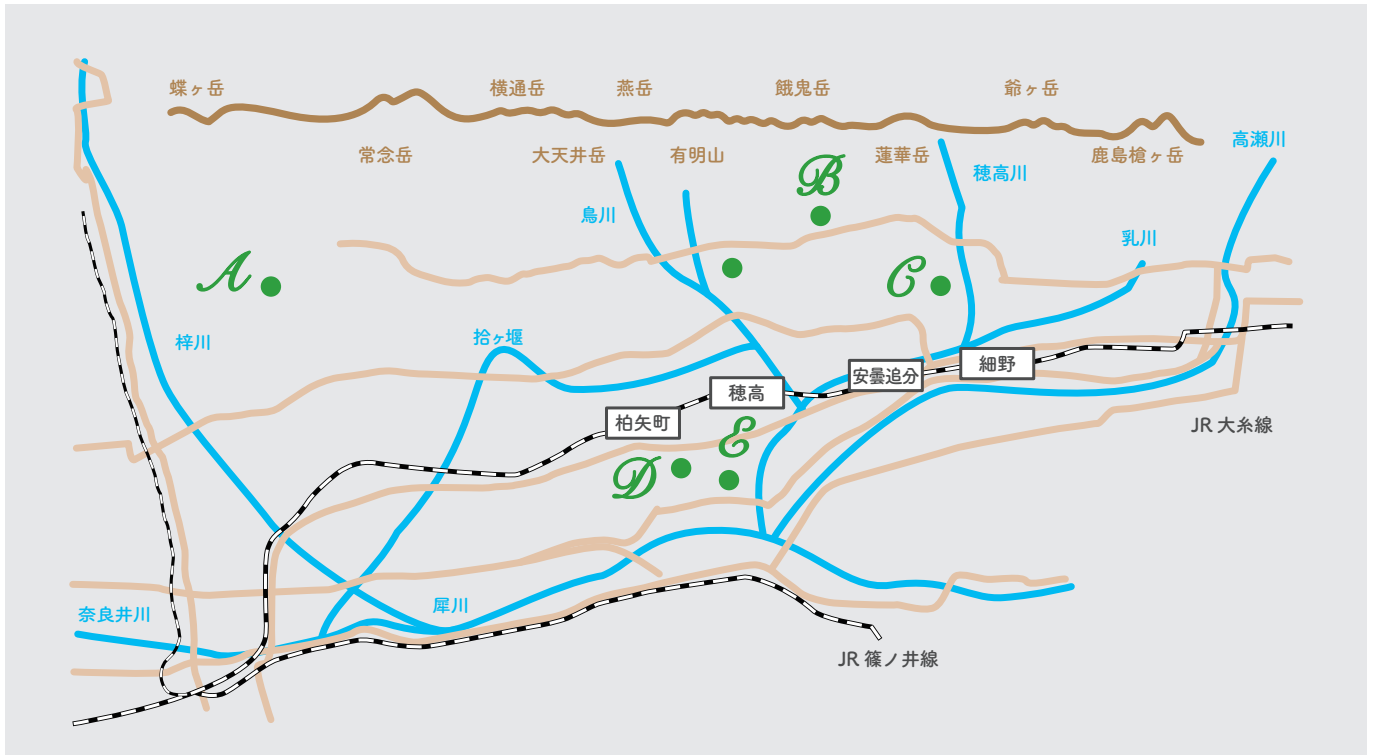 蝶ヶ岳
横通岳
燕岳
餓鬼岳
爺ヶ岳
常念岳
大天井岳
有明山
蓮華岳
鹿島槍ヶ岳
高瀬川
穂高川
烏川
乳川
A
B
C
梓川
拾ヶ堰
細野
安曇追分
穂高
柏矢町
D
E
JR 大糸線
奈良井川
犀川
JR 篠ノ井線